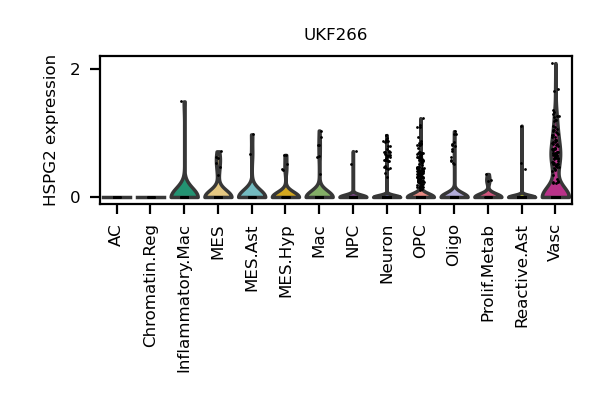 UKF266
HSPG2 expression
2
0
AC
Chromatin.Reg
Inflammatory.Mac
MES
MES.Ast
MES.Hyp
Mac
NPC
Neuron
OPC
Oligo
Prolif.Metab
Reactive.Ast
Vasc